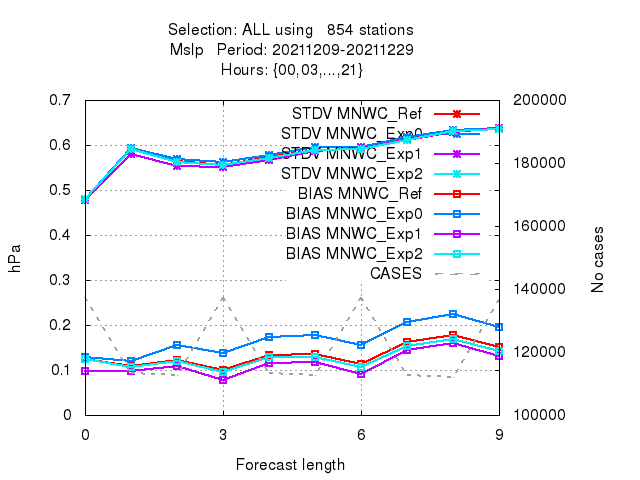 Selection: ALL using   854 stations
Mslp   Period: 20211209-20211229
Hours: {00,03,...,21}
0.7
0.6
0.5
0.4
0.3
0.2
0.1
0
hPa
200000
180000
160000
140000
120000
100000
No cases
STDV MNWC_Ref
STDV MNWC_Exp0
STDV MNWC_Exp1
STDV MNWC_Exp2
BIAS MNWC_Ref
BIAS MNWC_Exp0
BIAS MNWC_Exp1
BIAS MNWC_Exp2
CASES
0 3 6 9
Forecast length